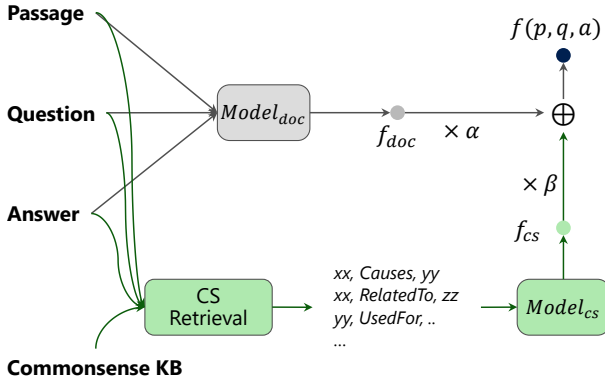 Passage
f(p, q, a)
Question
Model_doc
f_doc
× α
⊕
Answer
× β
f_cs
CS
Retrieval
xx, Causes, yy
xx, RelatedTo, zz
yy, UsedFor, ..
...
Model_cs
Commonsense KB